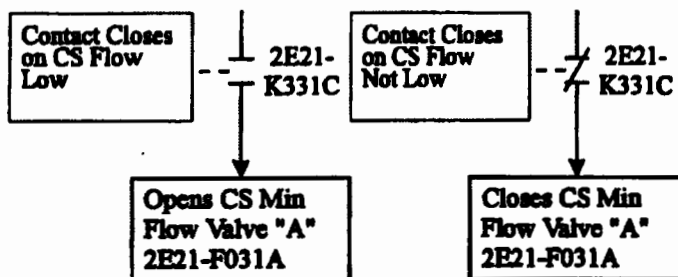 Contact Closes
on CS Flow
Low
2E21-
K331C
Contact Closes
on CS Flow
Not Low
2E21-
K331C
Opens CS Min
Flow Valve "A"
2E21-F031A
Closes CS Min
Flow Valve "A"
2E21-F031A